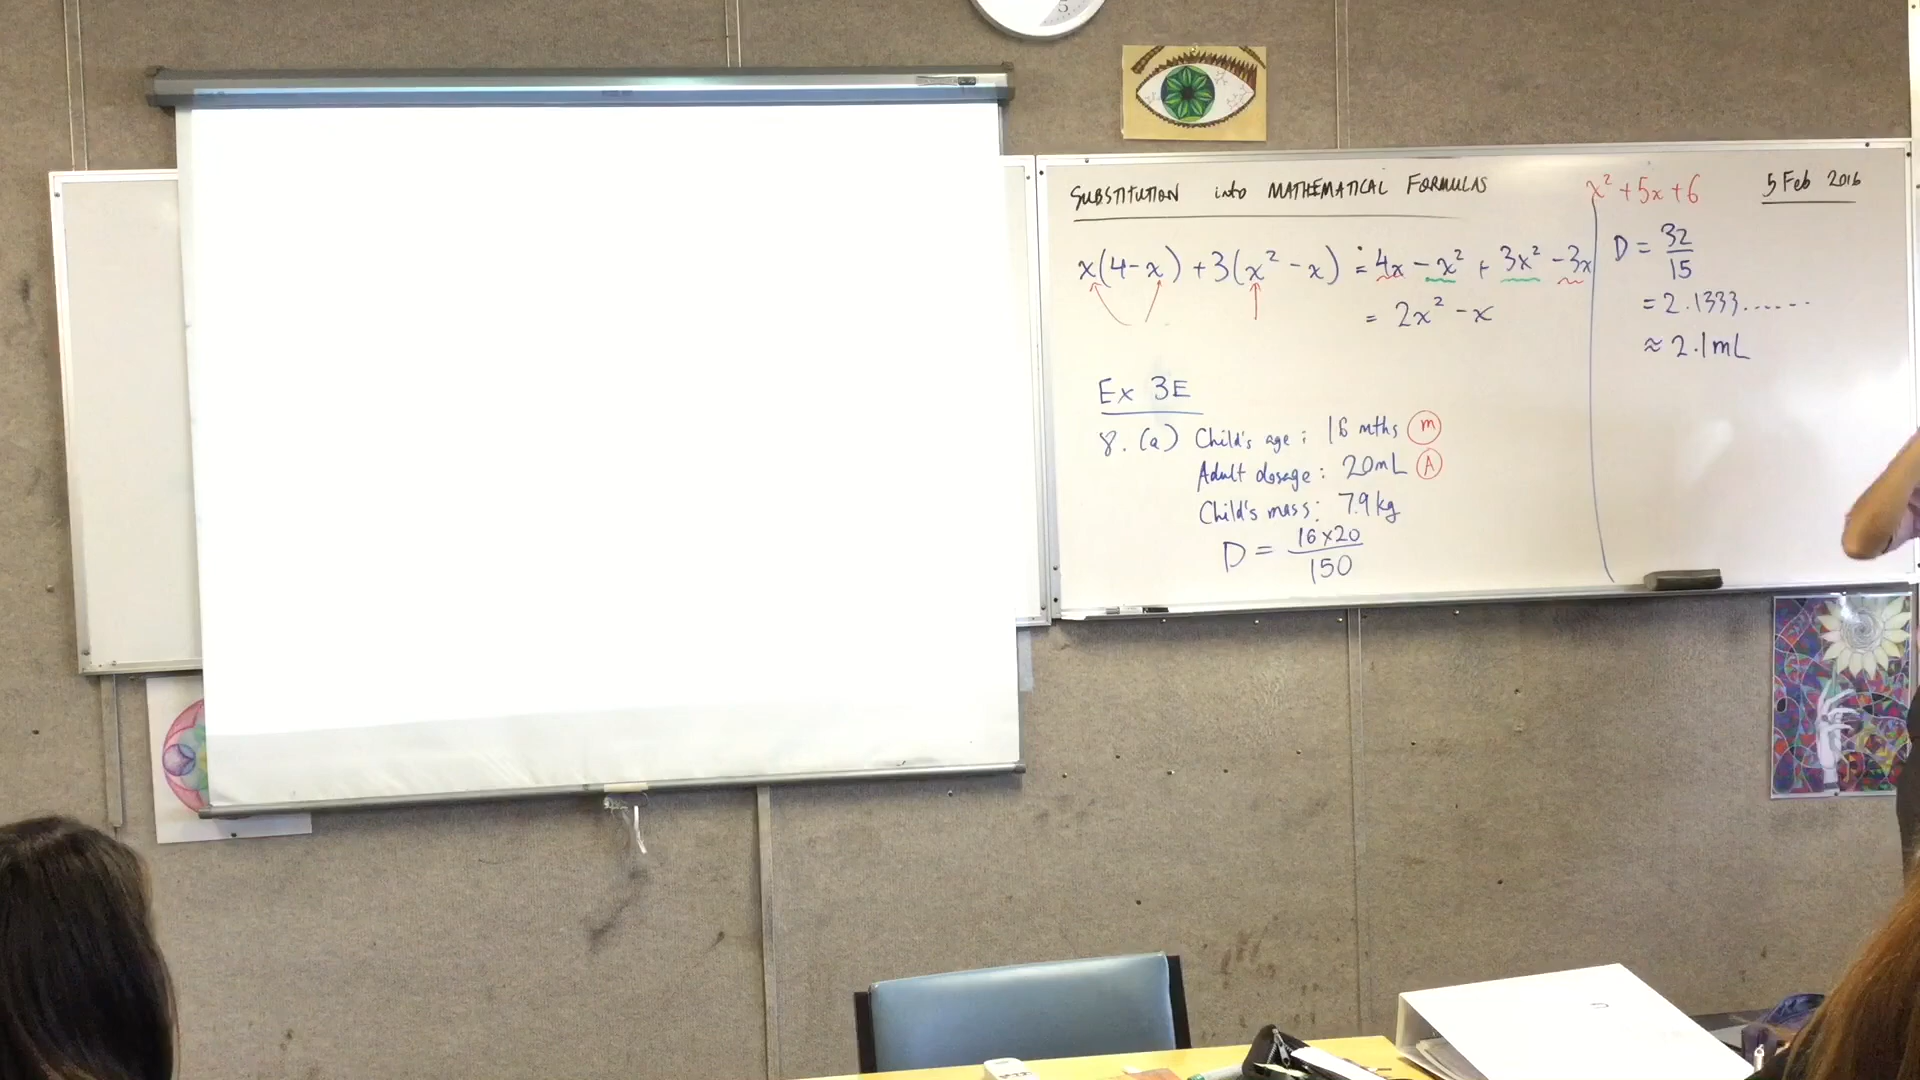 SUBSTITUTION into MATHEMATICAL FORMULAS
x(4-x) + 3(x² - x) = 4x - x² + 3x² - 3x
= 2x² - x
Ex 3E
8. (a) Child's age: 16 mths m
Adult dosage: 20mL A
Child's mass: 7.9kg
D = 16×20/150
x² + 5x + 6
5 Feb 2016
D = 32/15
= 2.1333.......
≈ 2.1mL
5